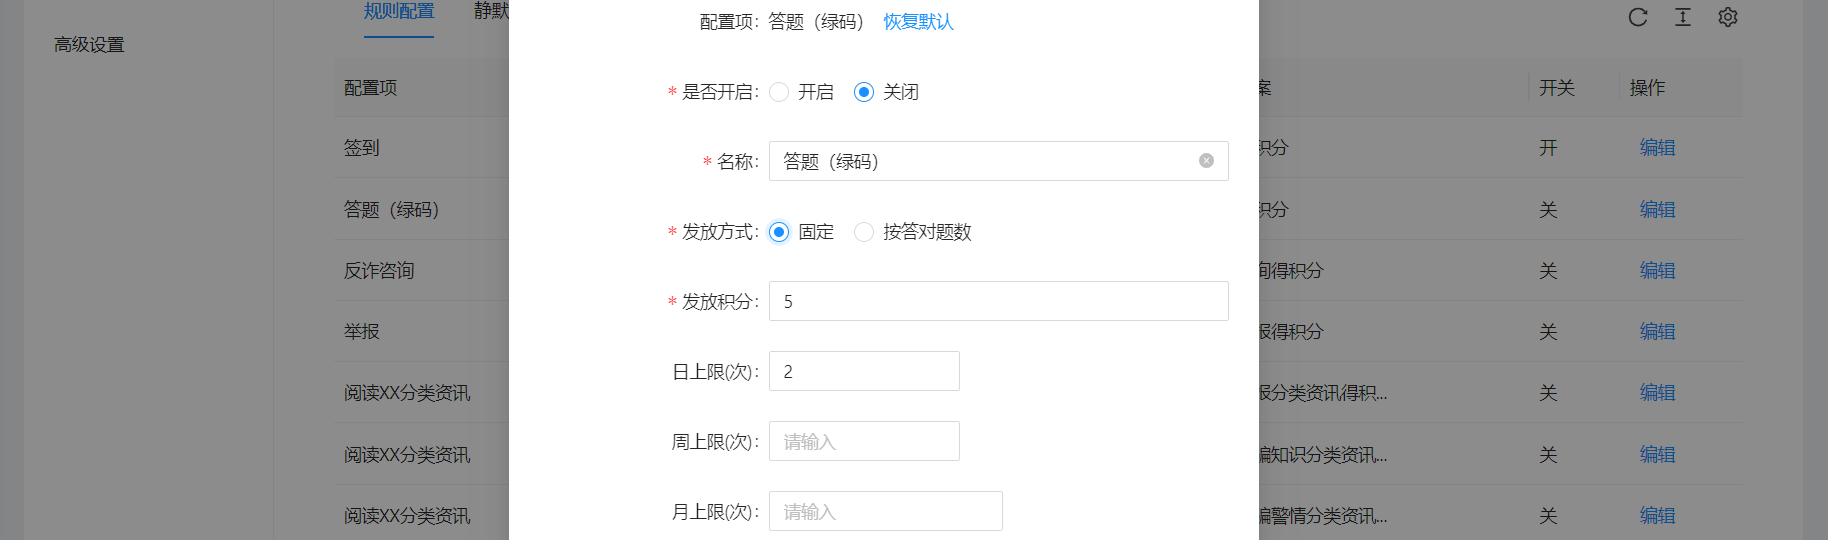 规则配置 静默
高级设置
配置项 案 开关 操作
签到 积分 开 编辑
答题（绿码） 积分 关 编辑
反诈咨询 询得积分 关 编辑
举报 报得积分 关 编辑
阅读XX分类资讯 报分类资讯得积... 关 编辑
阅读XX分类资讯 骗知识分类资讯... 关 编辑
阅读XX分类资讯 骗警情分类资讯... 关 编辑
配置项： 答题（绿码） 恢复默认
* 是否开启： 开启 关闭
* 名称： 答题（绿码）
* 发放方式： 固定 按答对题数
* 发放积分： 5
日上限(次)： 2
周上限(次)： 请输入
月上限(次)： 请输入